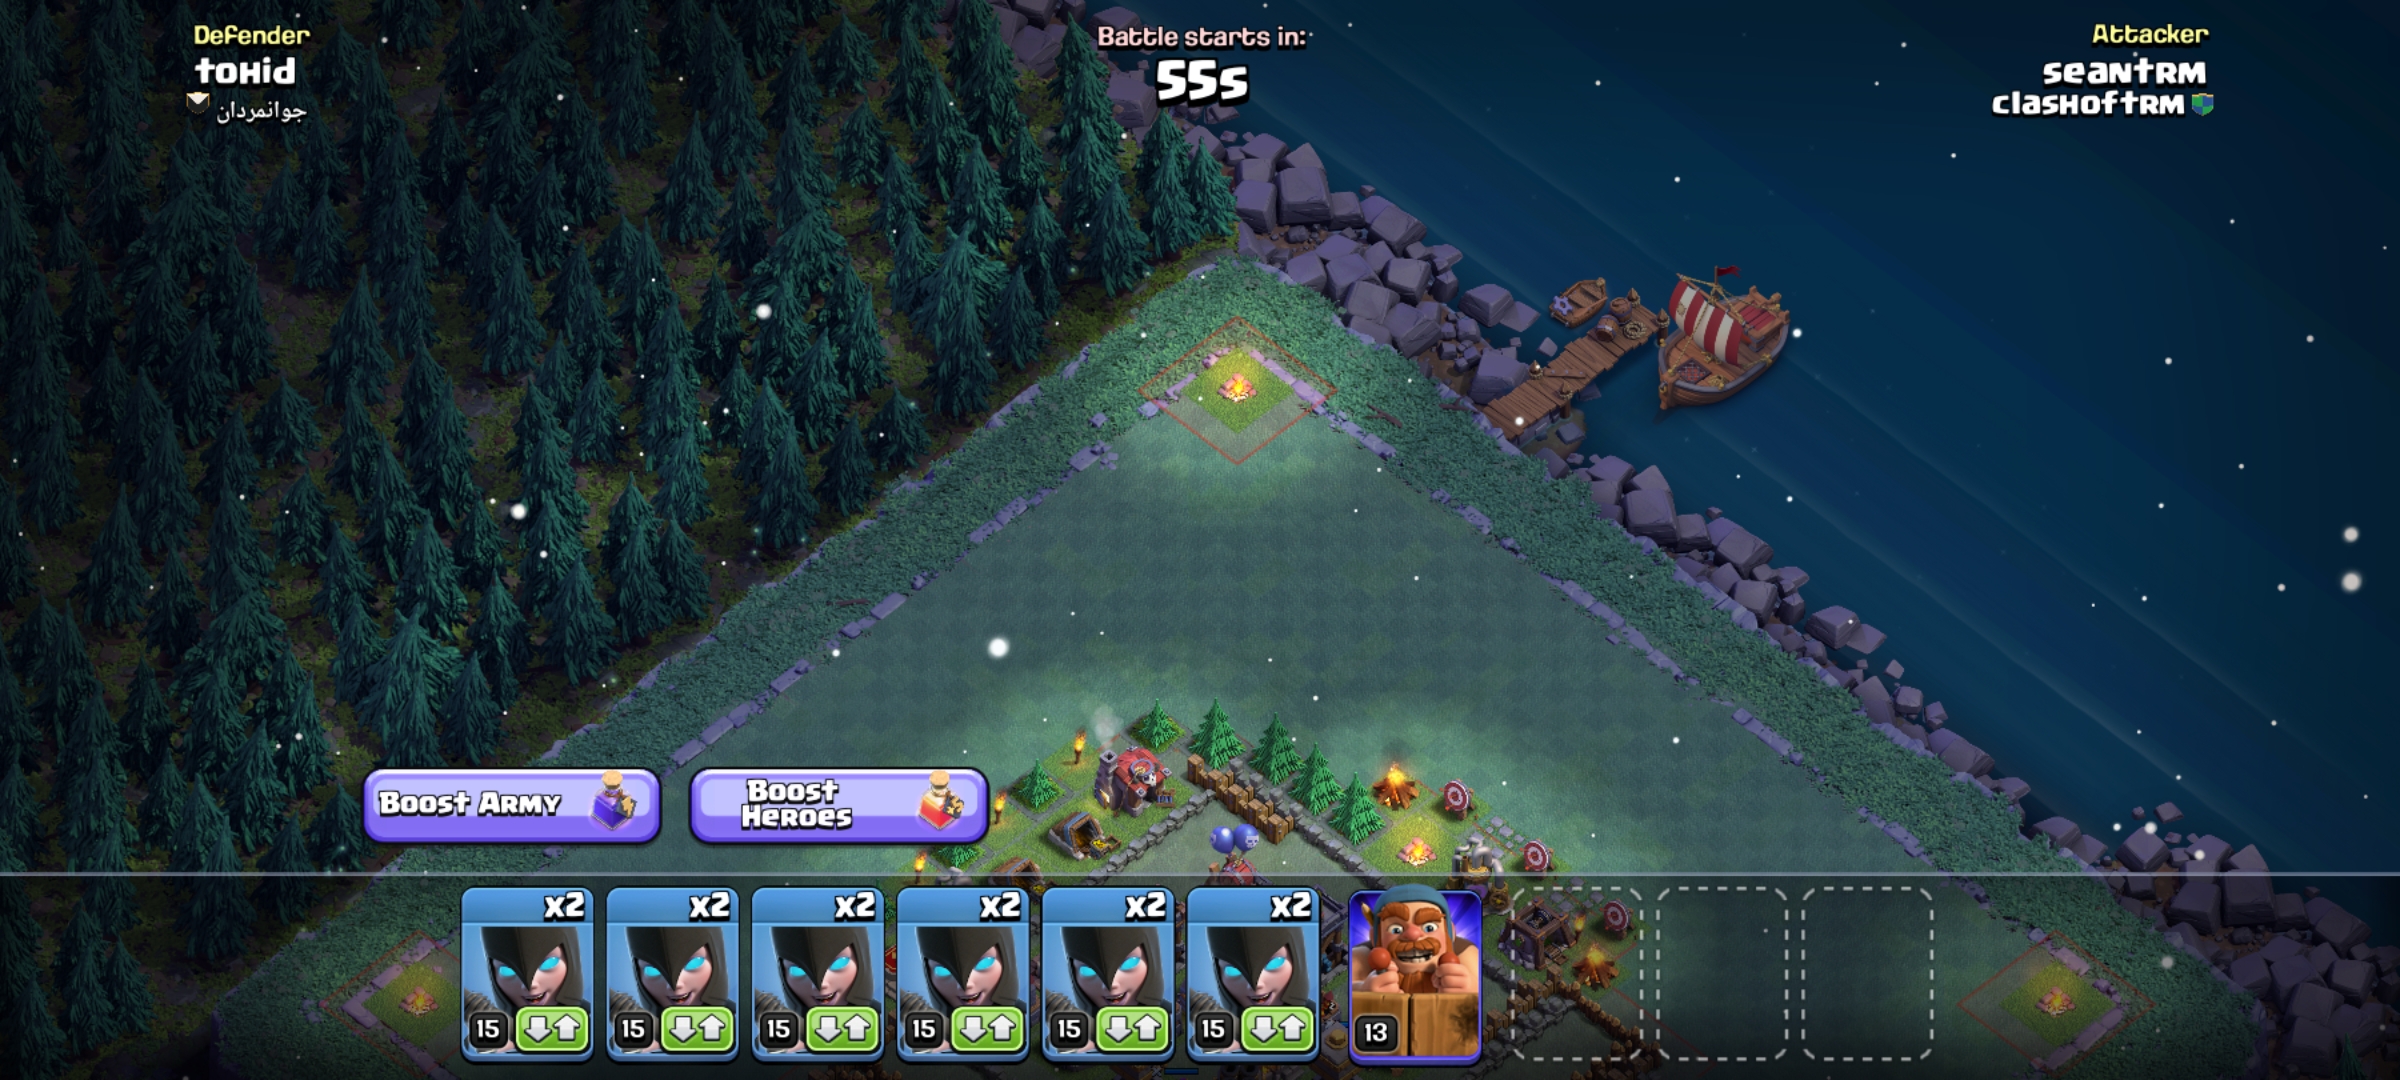 Defender
tohid
جوانمردان
Battle starts in:
55s
Attacker
seantRM
clashoftRM
Boost Army
Boost
Heroes
x2 x2 x2 x2 x2 x2
15 15 15 15 15 15 13